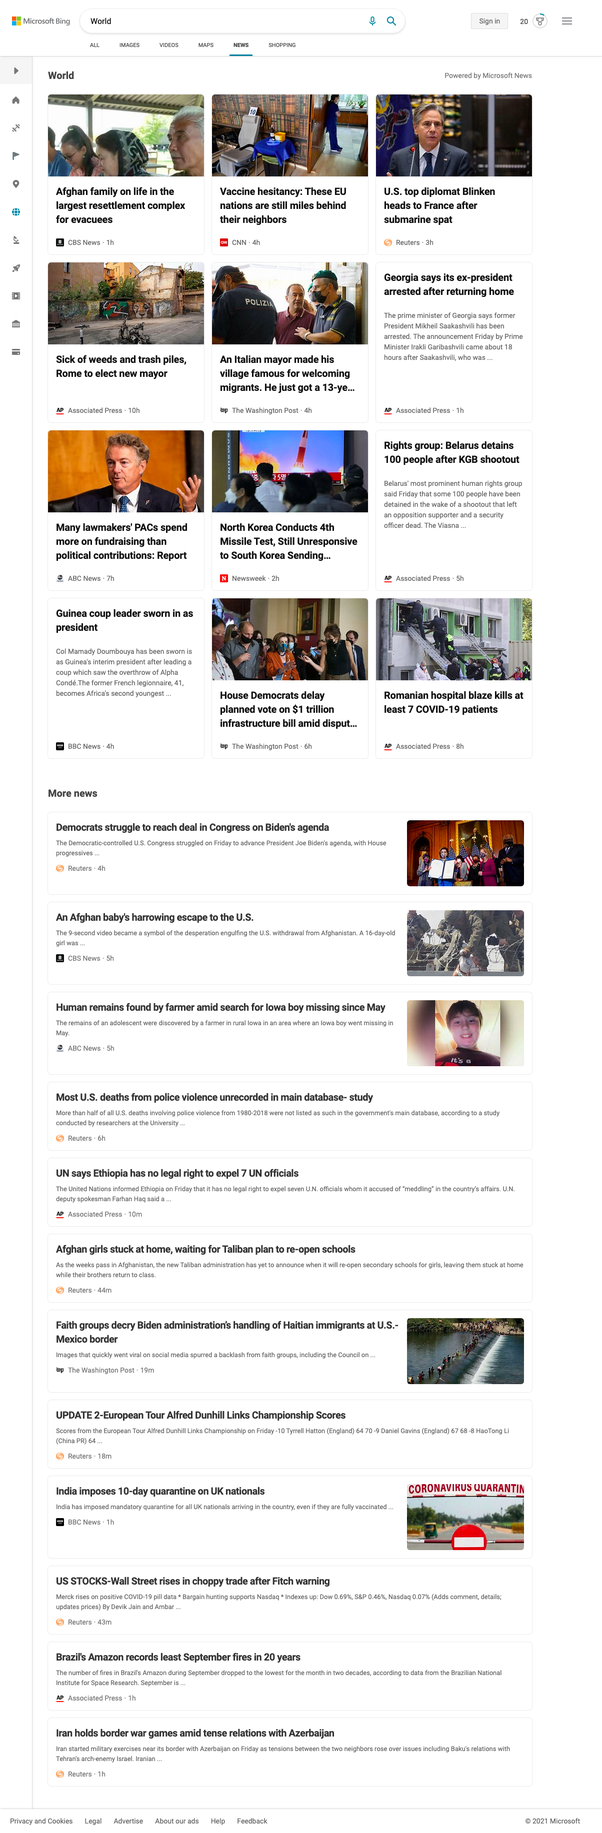 Microsoft Bing
World
Sign in
20
ALL
IMAGES
VIDEOS
MAPS
NEWS
SHOPPING
World
Powered by Microsoft News
Afghan family on life in the
largest resettlement complex
for evacuees
CBS News · 1h
Vaccine hesitancy: These EU
nations are still miles behind
their neighbors
CNN · 4h
U.S. top diplomat Blinken
heads to France after
submarine spat
Reuters · 3h
Sick of weeds and trash piles,
Rome to elect new mayor
AP Associated Press · 10h
POLIZIA
An Italian mayor made his
village famous for welcoming
migrants. He just got a 13-ye...
wp The Washington Post · 4h
Georgia says its ex-president
arrested after returning home
The prime minister of Georgia says former
President Mikheil Saakashvili has been
arrested. The announcement Friday by Prime
Minister Irakli Garibashvili came about 18
hours after Saakashvili, who was ...
AP Associated Press · 1h
Many lawmakers' PACs spend
more on fundraising than
political contributions: Report
ABC News · 7h
North Korea Conducts 4th
Missile Test, Still Unresponsive
to South Korea Sending...
N Newsweek · 2h
Rights group: Belarus detains
100 people after KGB shootout
Belarus' most prominent human rights group
said Friday that some 100 people have been
detained in the wake of a shootout that left
an opposition supporter and a security
officer dead. The Viasna ...
AP Associated Press · 5h
Guinea coup leader sworn in as
president
Col Mamady Doumbouya has been sworn is
as Guinea's interim president after leading a
coup which saw the overthrow of Alpha
Condé.The former French legionnaire, 41,
becomes Africa's second youngest ...
BBC News · 4h
House Democrats delay
planned vote on $1 trillion
infrastructure bill amid disput...
wp The Washington Post · 6h
Romanian hospital blaze kills at
least 7 COVID-19 patients
AP Associated Press · 8h
More news
Democrats struggle to reach deal in Congress on Biden's agenda
The Democratic-controlled U.S. Congress struggled on Friday to advance President Joe Biden's agenda, with House
progressives ...
Reuters · 4h
An Afghan baby's harrowing escape to the U.S.
The 9-second video became a symbol of the desperation engulfing the U.S. withdrawal from Afghanistan. A 16-day-old
girl was ...
CBS News · 5h
Human remains found by farmer amid search for Iowa boy missing since May
The remains of an adolescent were discovered by a farmer in rural Iowa in an area where an Iowa boy went missing in
May.
ABC News · 5h
It's a
Most U.S. deaths from police violence unrecorded in main database- study
More than half of all U.S. deaths involving police violence from 1980-2018 were not listed as such in the government's main database, according to a study
conducted by researchers at the University ...
Reuters · 6h
UN says Ethiopia has no legal right to expel 7 UN officials
The United Nations informed Ethiopia on Friday that it has no legal right to expel seven U.N. officials whom it accused of "meddling" in the country's affairs. U.N.
deputy spokesman Farhan Haq said a ...
AP Associated Press · 10m
Afghan girls stuck at home, waiting for Taliban plan to re-open schools
As the weeks pass in Afghanistan, the new Taliban administration has yet to announce when it will re-open secondary schools for girls, leaving them stuck at home
while their brothers return to class.
Reuters · 44m
Faith groups decry Biden administration's handling of Haitian immigrants at U.S.-
Mexico border
Images that quickly went viral on social media spurred a backlash from faith groups, including the Council on ...
wp The Washington Post · 19m
UPDATE 2-European Tour Alfred Dunhill Links Championship Scores
Scores from the European Tour Alfred Dunhill Links Championship on Friday -10 Tyrrell Hatton (England) 64 70 -9 Daniel Gavins (England) 67 68 -8 HaoTong Li
(China PR) 64 ...
Reuters · 18m
India imposes 10-day quarantine on UK nationals
India has imposed mandatory quarantine for all UK nationals arriving in the country, even if they are fully vaccinated ...
BBC News · 1h
CORONAVIRUS QUARANTIN
US STOCKS-Wall Street rises in choppy trade after Fitch warning
Merck rises on positive COVID-19 pill data * Bargain hunting supports Nasdaq * Indexes up: Dow 0.69%, S&P 0.46%, Nasdaq 0.07% (Adds comment, details;
updates prices) By Devik Jain and Ambar ...
Reuters · 43m
Brazil's Amazon records least September fires in 20 years
The number of fires in Brazil's Amazon during September dropped to the lowest for the month in two decades, according to data from the Brazilian National
Institute for Space Research. September is ...
AP Associated Press · 1h
Iran holds border war games amid tense relations with Azerbaijan
Iran started military exercises near its border with Azerbaijan on Friday as tensions between the two neighbors rose over issues including Baku's relations with
Tehran's arch-enemy Israel. Iranian ...
Reuters · 1h
Privacy and Cookies
Legal
Advertise
About our ads
Help
Feedback
© 2021 Microsoft